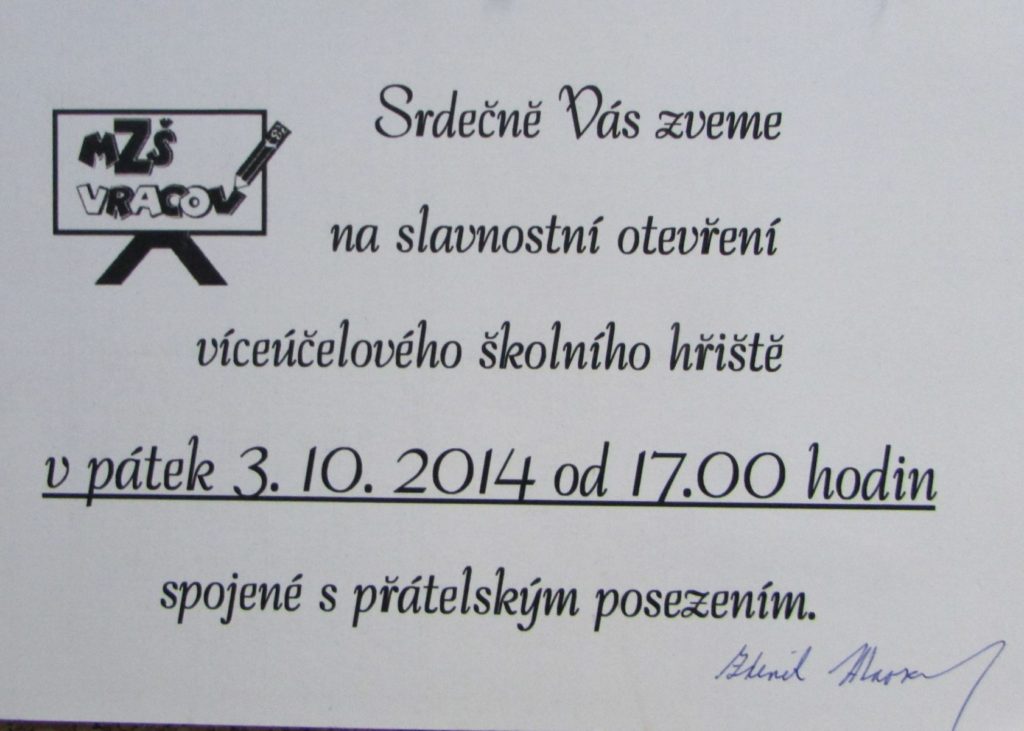 MZŠ
VRACOV
Srdečně Vás zveme
na slavnostní otevření
víceúčelového školního hřiště
v pátek 3. 10. 2014 od 17.00 hodin
spojené s přátelským posezením.